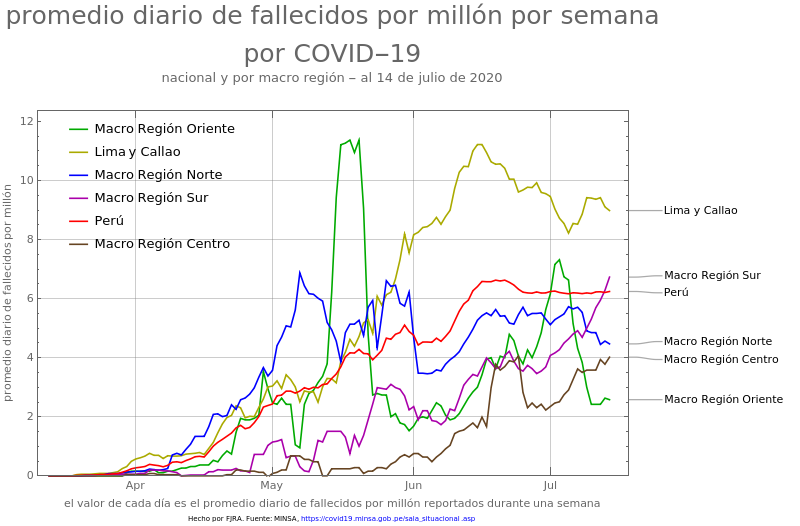 promedio diario de fallecidos por millón por semana
por COVID−19
nacional y por macro región − al 14 de julio de 2020
promedio diario de fallecidos por millón
12
10
8
6
4
2
0
Macro Región Oriente
Lima y Callao
Macro Región Norte
Macro Región Sur
Perú
Macro Región Centro
Lima y Callao
Macro Región Sur
Perú
Macro Región Norte
Macro Región Centro
Macro Región Oriente
Apr May Jun Jul
el valor de cada día es el promedio diario de fallecidos por millón reportados durante una semana
Hecho por FJRA. Fuente: MINSA, https://covid19.minsa.gob.pe/sala_situacional .asp